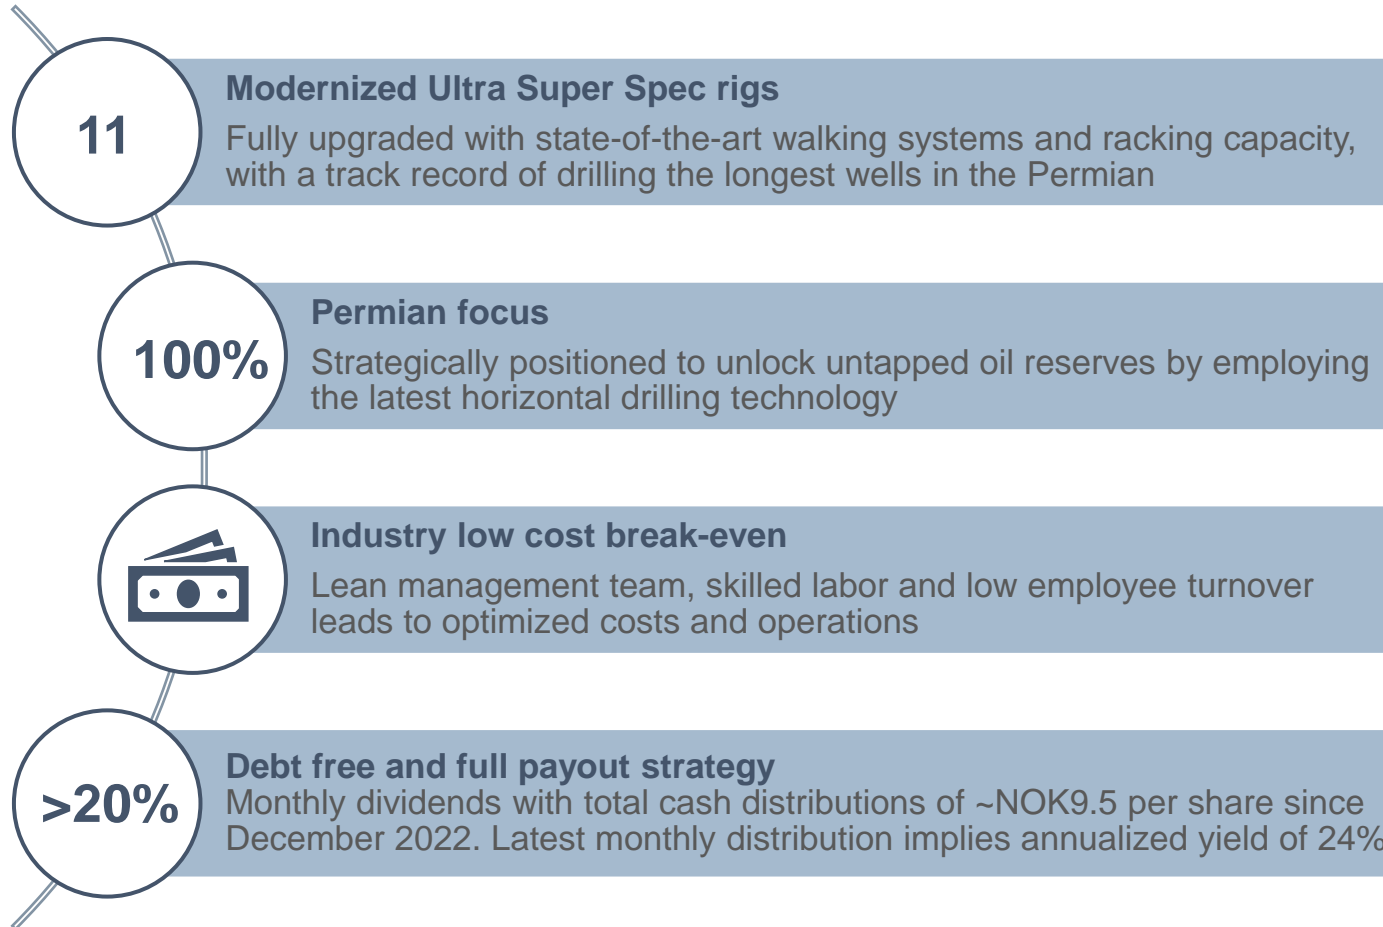 11
Modernized Ultra Super Spec rigs
Fully upgraded with state-of-the-art walking systems and racking capacity,
with a track record of drilling the longest wells in the Permian
100%
Permian focus
Strategically positioned to unlock untapped oil reserves by employing
the latest horizontal drilling technology
Industry low cost break-even
Lean management team, skilled labor and low employee turnover
leads to optimized costs and operations
>20%
Debt free and full payout strategy
Monthly dividends with total cash distributions of ~NOK9.5 per share since
December 2022. Latest monthly distribution implies annualized yield of 24%